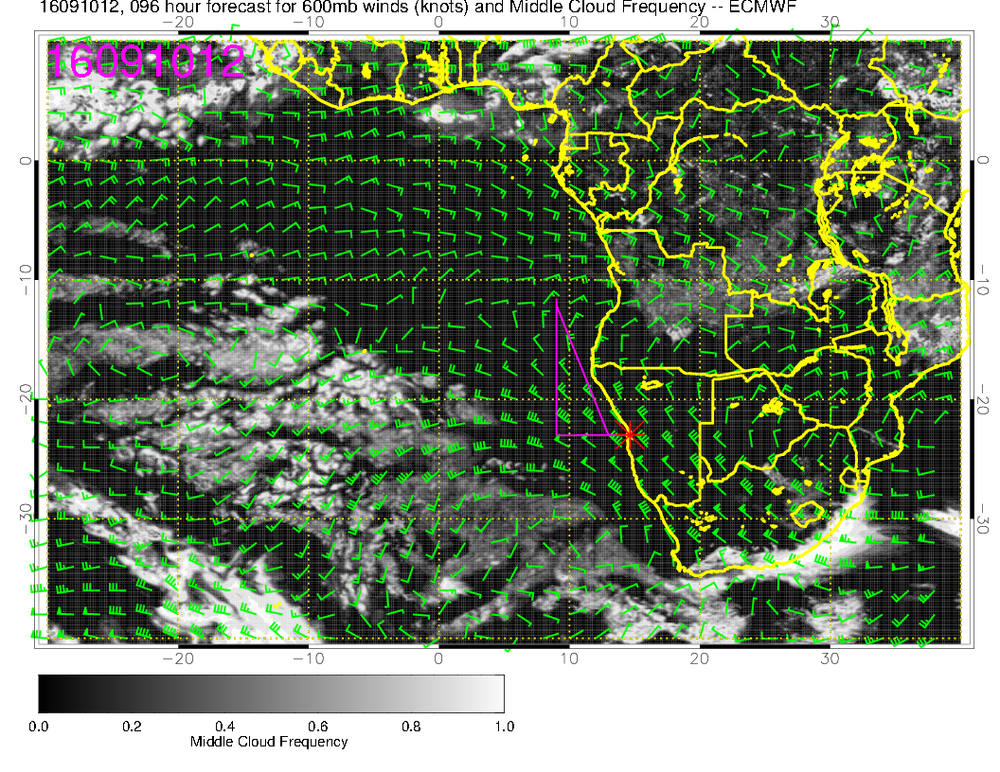 16091012, 096 hour forecast for 600mb winds (knots) and Middle Cloud Frequency -- ECMWF
−20 −10 0 10 20 30
16091012
0 0
−10 −10
−20 −20
−30 −30
−20 −10 0 10 20 30
0.0 0.2 0.4 0.6 0.8 1.0
Middle Cloud Frequency